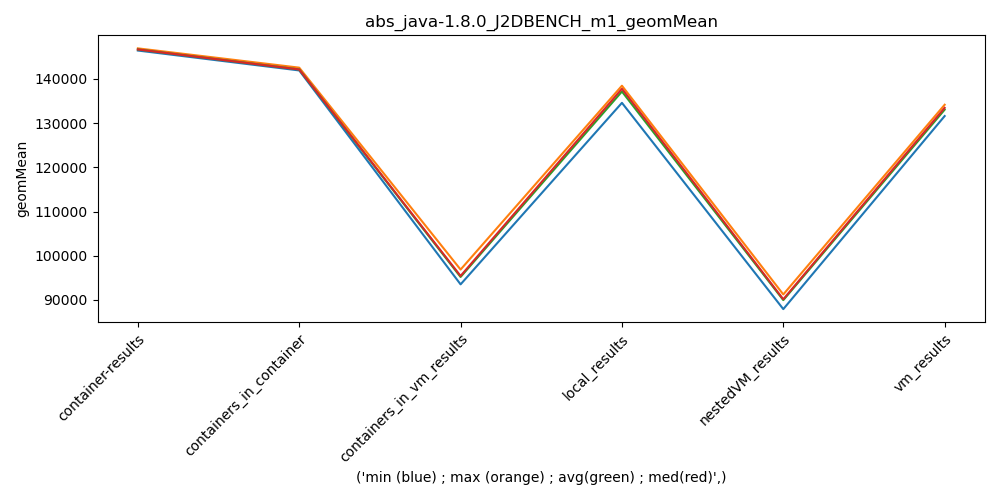 abs_java-1.8.0_J2DBENCH_m1_geomMean
geomMean
140000
130000
120000
110000
100000
90000
container-results
containers_in_container
containers_in_vm_results
local_results
nestedVM_results
vm_results
('min (blue) ; max (orange) ; avg(green) ; med(red)',)